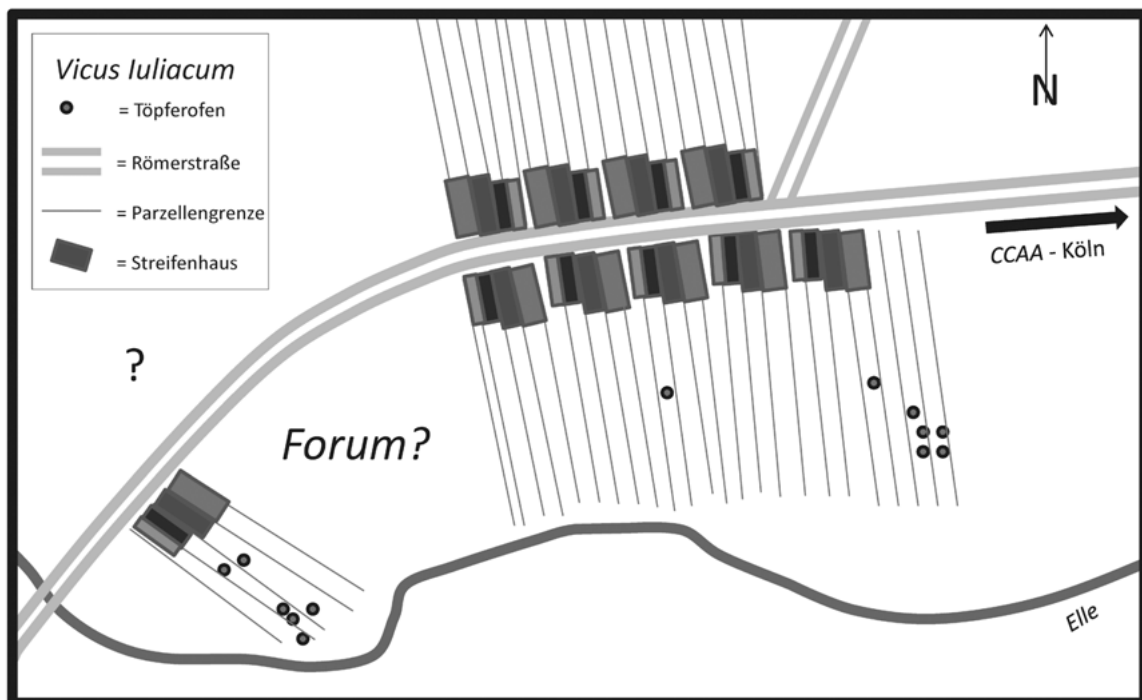 Vicus Iuliacum
= Töpferofen
= Römerstraße
= Parzellengrenze
= Streifenhaus
N
CCAA - Köln
?
Forum?
Elle